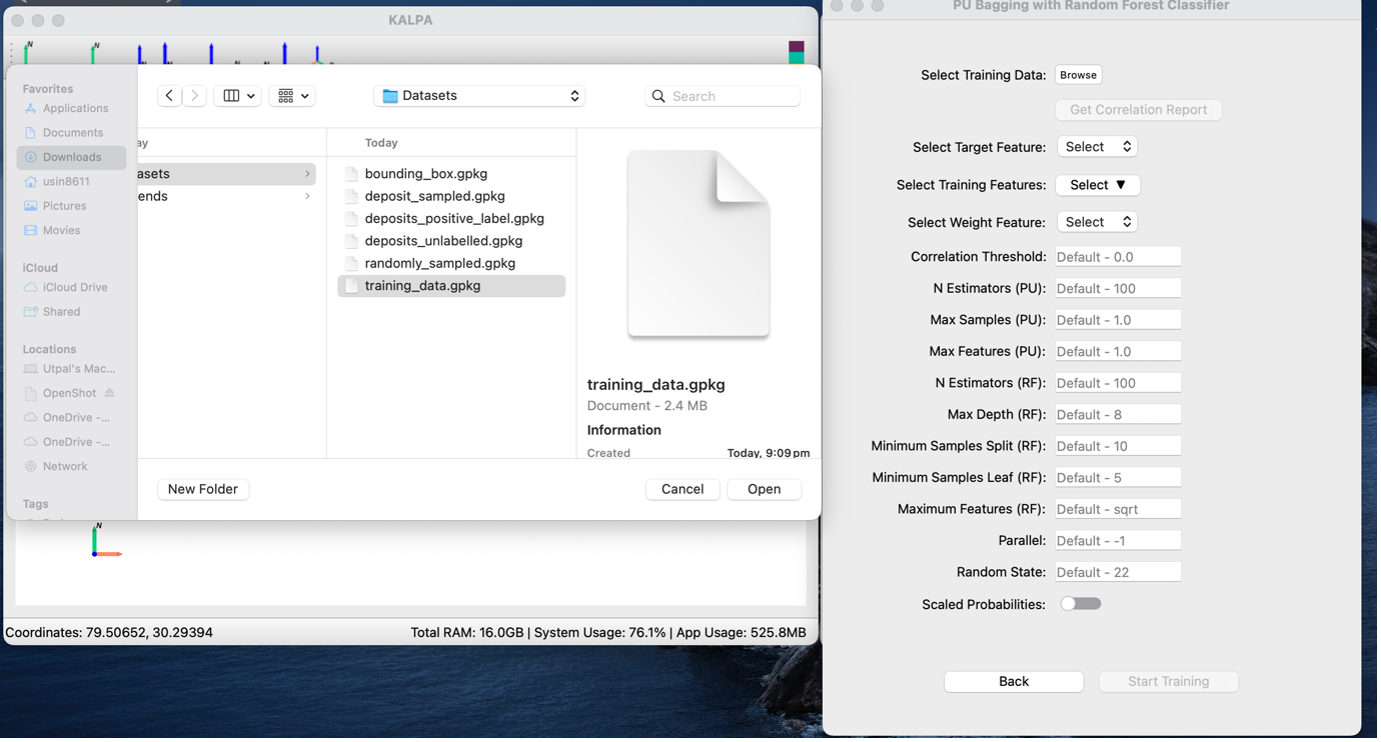 KALPA
N
N
N
N
N
N
Favorites
Applications
Documents
Downloads
usin8611
Pictures
Movies
iCloud
iCloud Drive
Shared
Locations
Utpal's Mac...
OpenShot
OneDrive -...
OneDrive -...
Network
Tags
Datasets
Search
ay
asets
ends
Today
bounding_box.gpkg
deposit_sampled.gpkg
deposits_positive_label.gpkg
deposits_unlabelled.gpkg
randomly_sampled.gpkg
training_data.gpkg
training_data.gpkg
Document - 2.4 MB
Information
Created Today, 9:09 pm
New Folder Cancel Open
N
Coordinates: 79.50652, 30.29394 Total RAM: 16.0GB | System Usage: 76.1% | App Usage: 525.8MB
PU Bagging with Random Forest Classifier
Select Training Data: Browse
Get Correlation Report
Select Target Feature: Select
Select Training Features: Select ▼
Select Weight Feature: Select
Correlation Threshold: Default - 0.0
N Estimators (PU): Default - 100
Max Samples (PU): Default - 1.0
Max Features (PU): Default - 1.0
N Estimators (RF): Default - 100
Max Depth (RF): Default - 8
Minimum Samples Split (RF): Default - 10
Minimum Samples Leaf (RF): Default - 5
Maximum Features (RF): Default - sqrt
Parallel: Default - -1
Random State: Default - 22
Scaled Probabilities:
Back Start Training